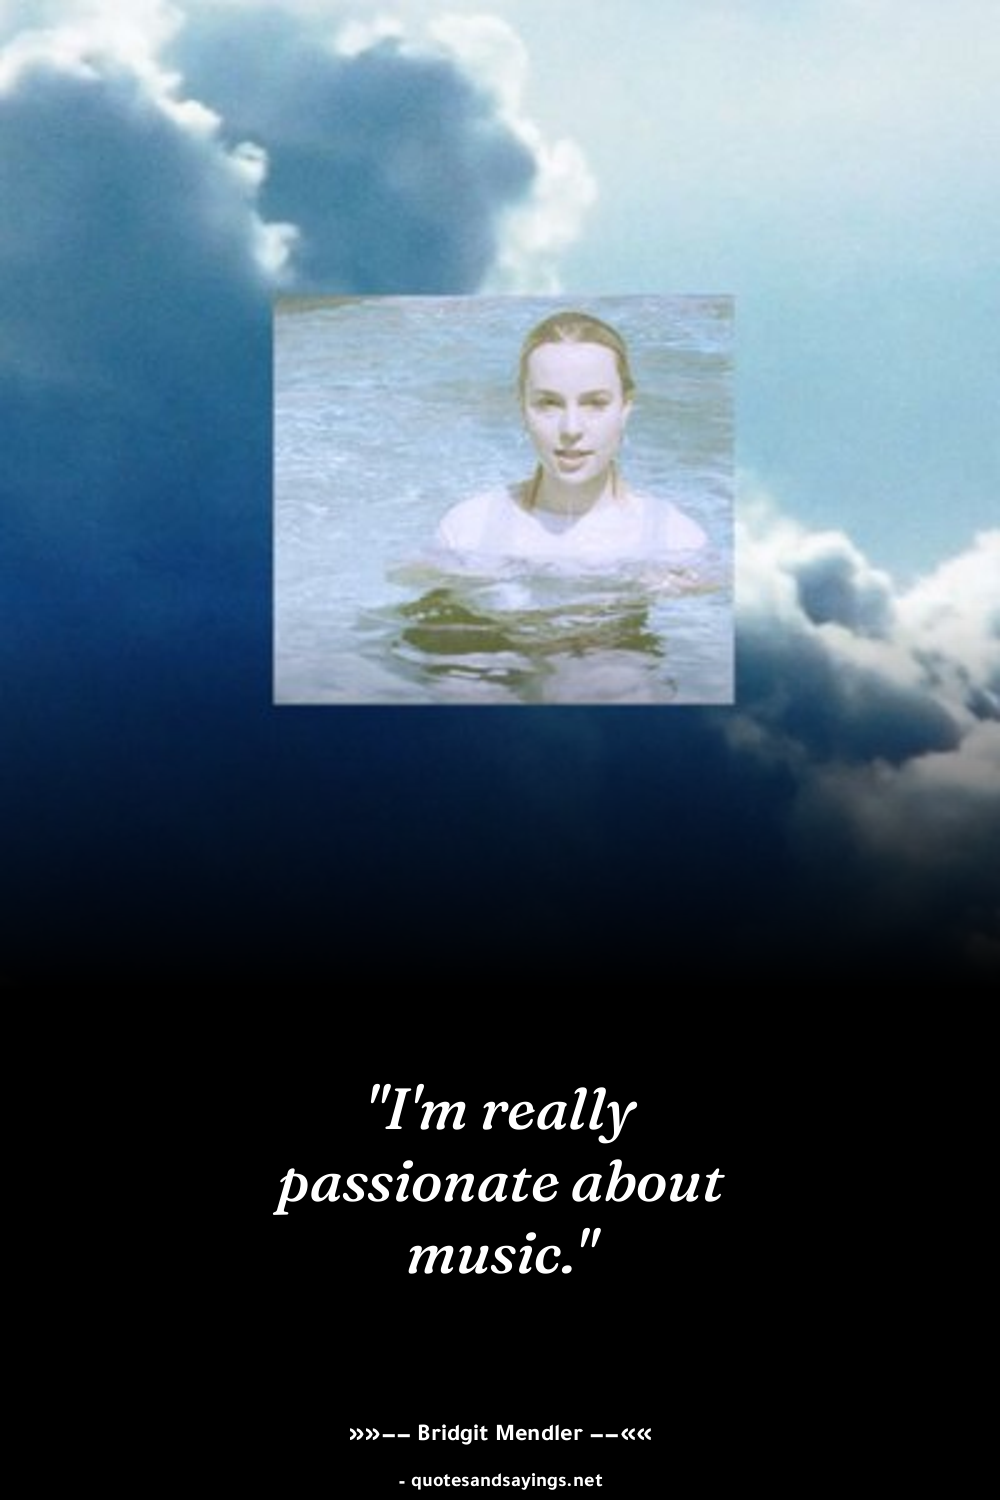 "I'm really
passionate about
music."
»»–– Bridgit Mendler ––««
- quotesandsayings.net